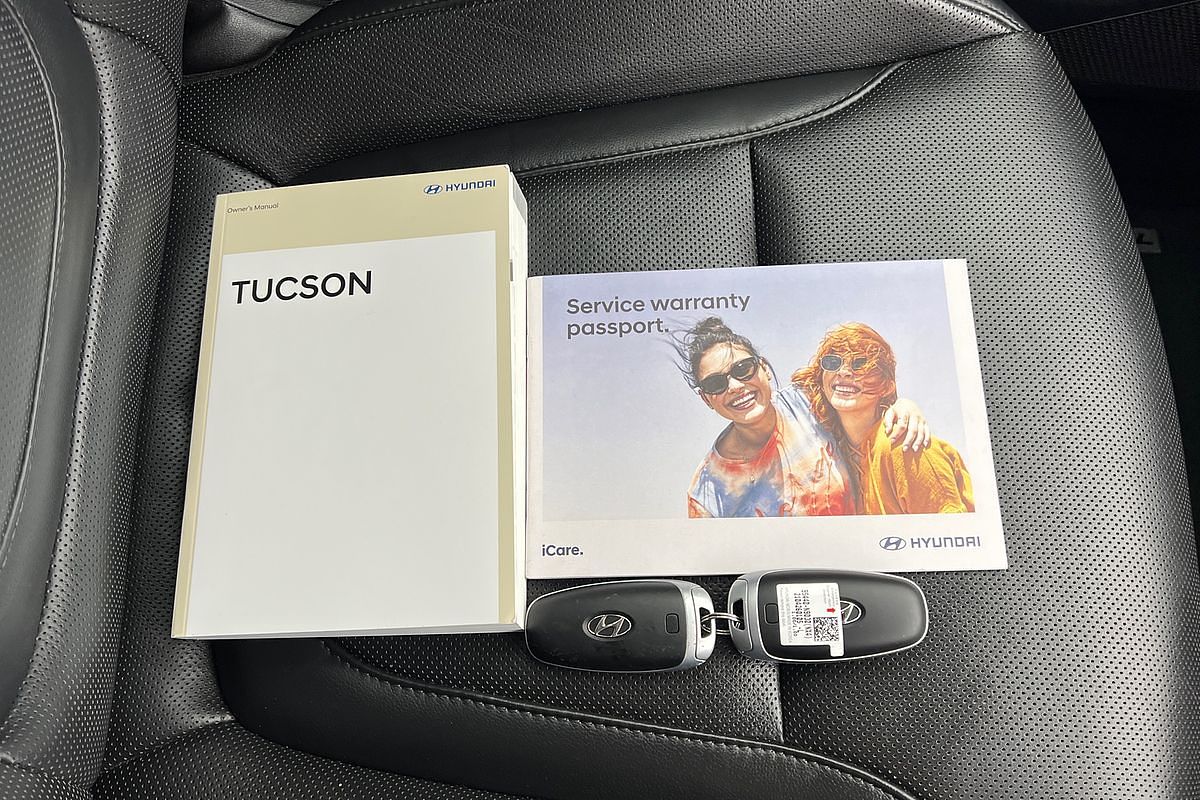 HYUNDAI
Owner's Manual
TUCSON
Service warranty
passport.
iCare.
HYUNDAI